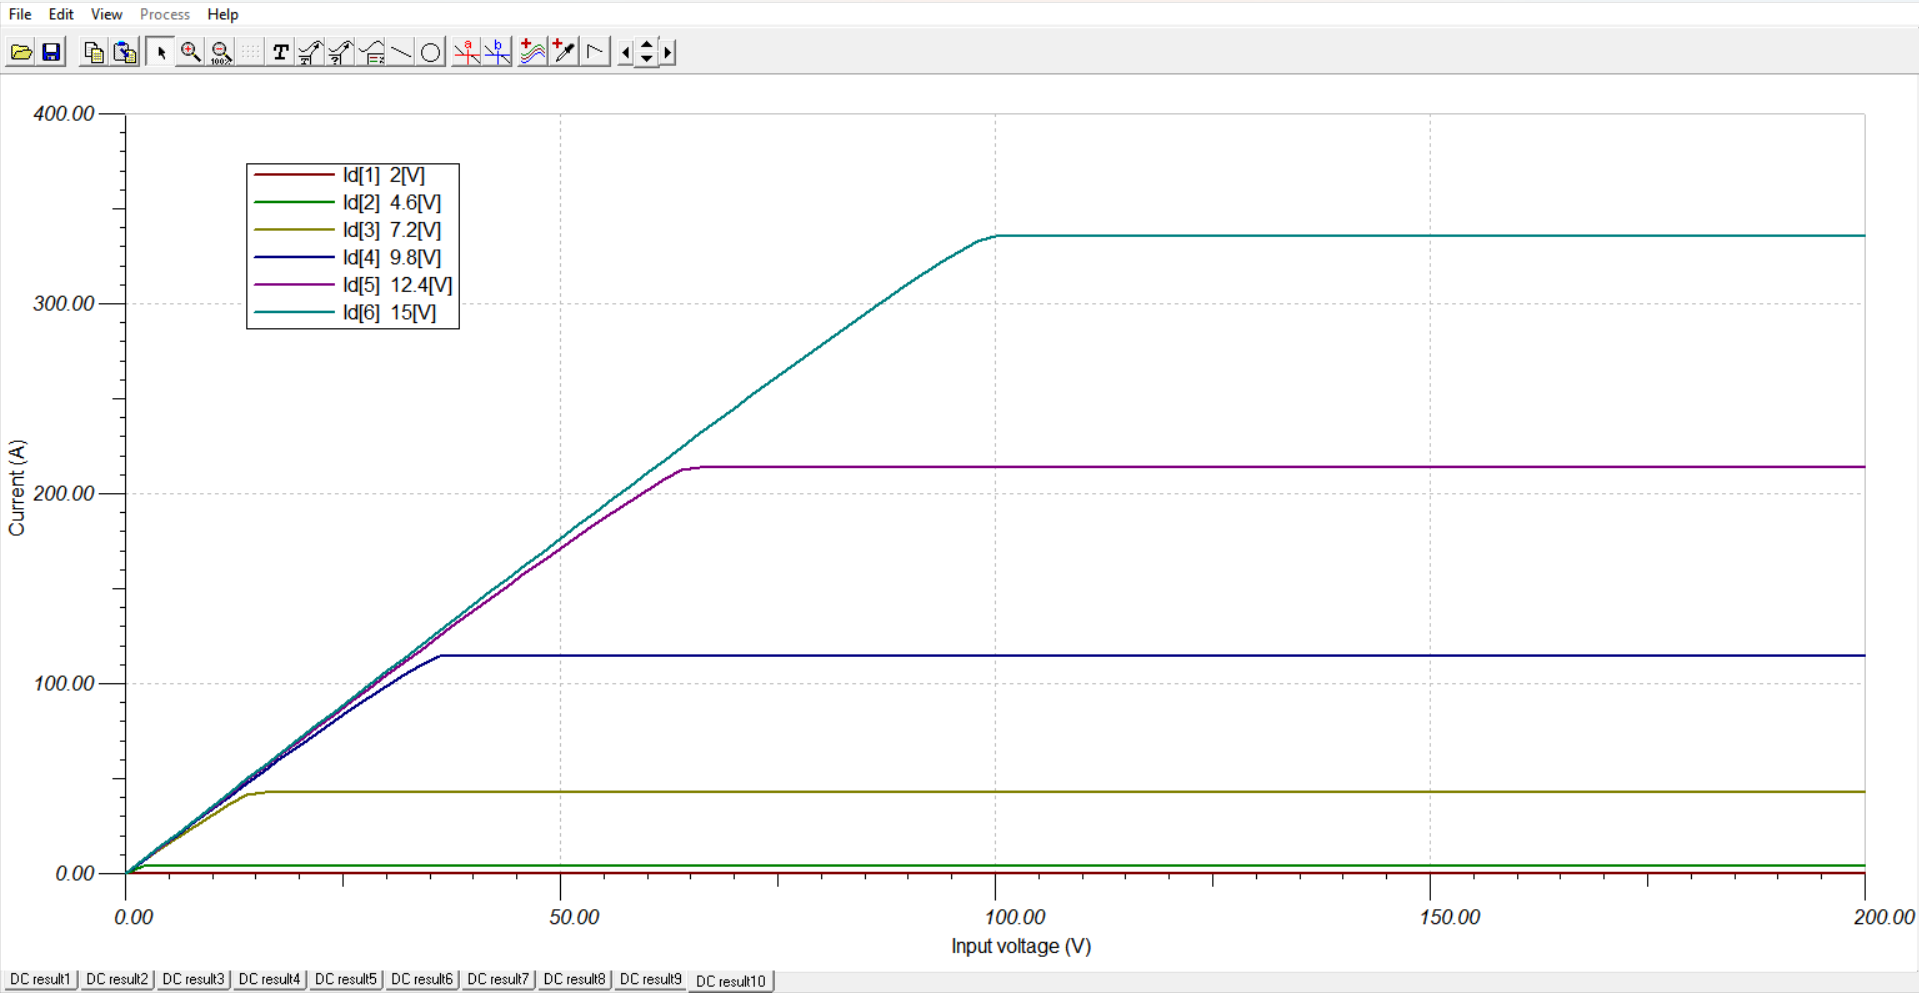 File Edit View Process Help
100% T T ? = a b
400.00
Id[1] 2[V]
Id[2] 4.6[V]
Id[3] 7.2[V]
Id[4] 9.8[V]
Id[5] 12.4[V]
Id[6] 15[V]
300.00
Current (A)
200.00
100.00
0.00
0.00 50.00 100.00 150.00 200.00
Input voltage (V)
DC result1 DC result2 DC result3 DC result4 DC result5 DC result6 DC result7 DC result8 DC result9 DC result10